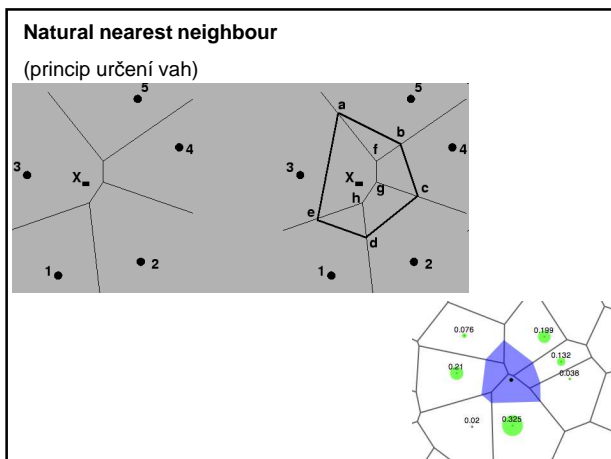 Natural nearest neighbour
(princip určení vah)
5
4
3
X
1
2
5
a
b
4
f
3
X
g
c
h
e
d
1
2
0.076
0.199
0.132
0.21
0.038
0.02
0.325